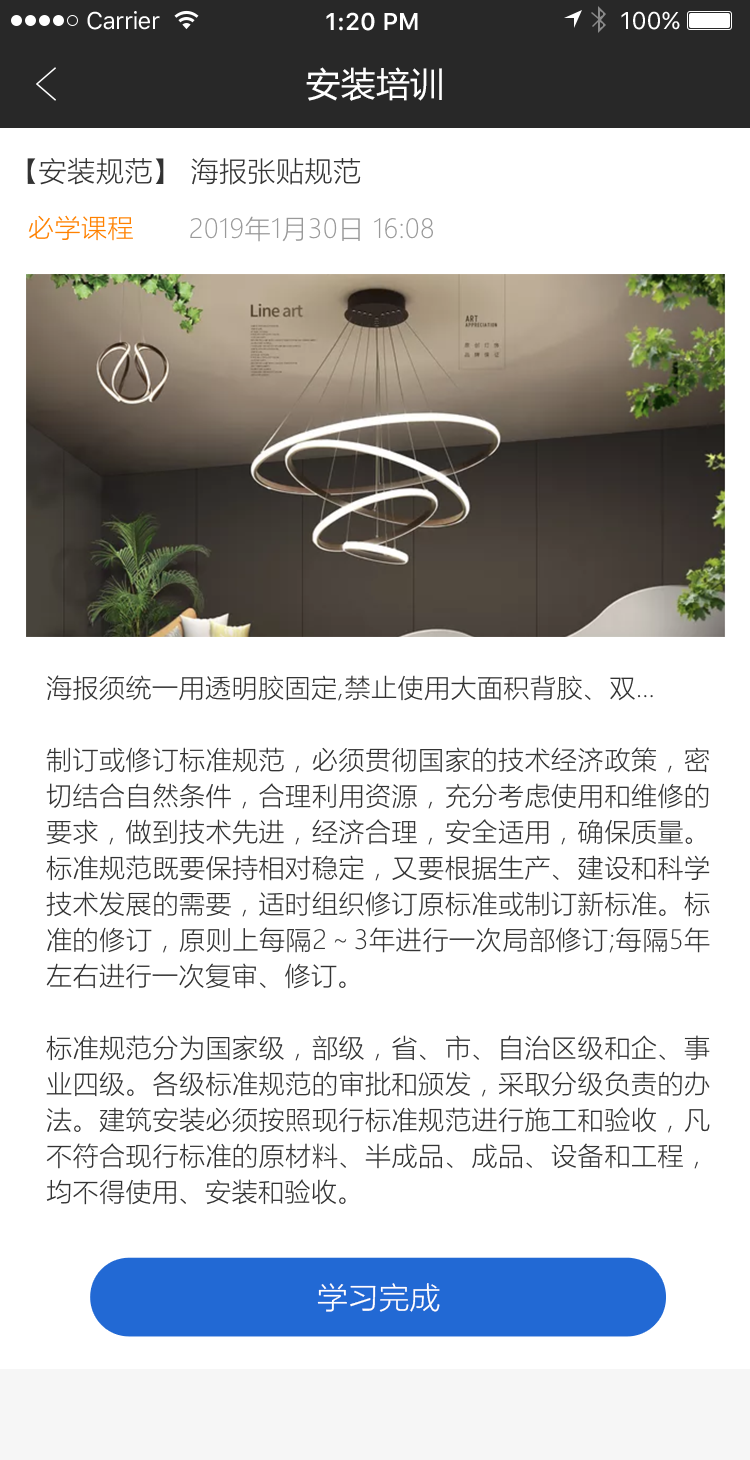 Carrier
1:20 PM
100%
安装培训
【安装规范】 海报张贴规范
必学课程 2019年1月30日 16:08
Line art
ART
APPRECIATION
海报须统一用透明胶固定,禁止使用大面积背胶、双...
制订或修订标准规范，必须贯彻国家的技术经济政策，密
切结合自然条件，合理利用资源，充分考虑使用和维修的
要求，做到技术先进，经济合理，安全适用，确保质量。
标准规范既要保持相对稳定，又要根据生产、建设和科学
技术发展的需要，适时组织修订原标准或制订新标准。标
准的修订，原则上每隔2～3年进行一次局部修订;每隔5年
左右进行一次复审、修订。
标准规范分为国家级，部级，省、市、自治区级和企、事
业四级。各级标准规范的审批和颁发，采取分级负责的办
法。建筑安装必须按照现行标准规范进行施工和验收，凡
不符合现行标准的原材料、半成品、成品、设备和工程，
均不得使用、安装和验收。
学习完成